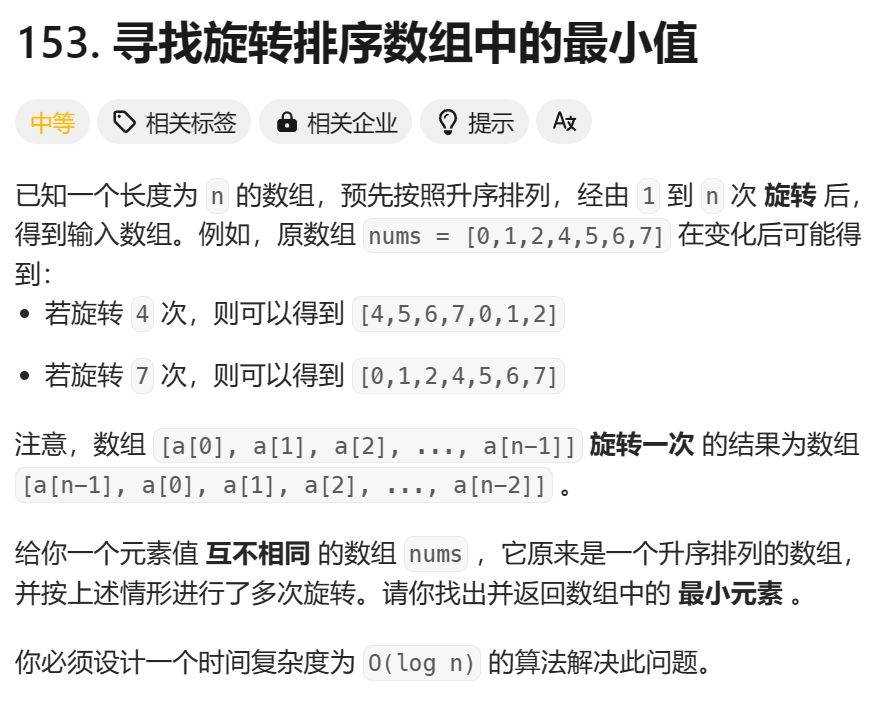 153. 寻找旋转排序数组中的最小值
中等 相关标签 相关企业 提示 Aあ
已知一个长度为 n 的数组，预先按照升序排列，经由 1 到 n 次 旋转 后，
得到输入数组。例如，原数组 nums = [0,1,2,4,5,6,7] 在变化后可能得
到：
• 若旋转 4 次，则可以得到 [4,5,6,7,0,1,2]
• 若旋转 7 次，则可以得到 [0,1,2,4,5,6,7]
注意，数组 [a[0], a[1], a[2], ..., a[n-1]] 旋转一次 的结果为数组
[a[n-1], a[0], a[1], a[2], ..., a[n-2]] 。
给你一个元素值 互不相同 的数组 nums ，它原来是一个升序排列的数组，
并按上述情形进行了多次旋转。请你找出并返回数组中的 最小元素 。
你必须设计一个时间复杂度为 O(log n) 的算法解决此问题。